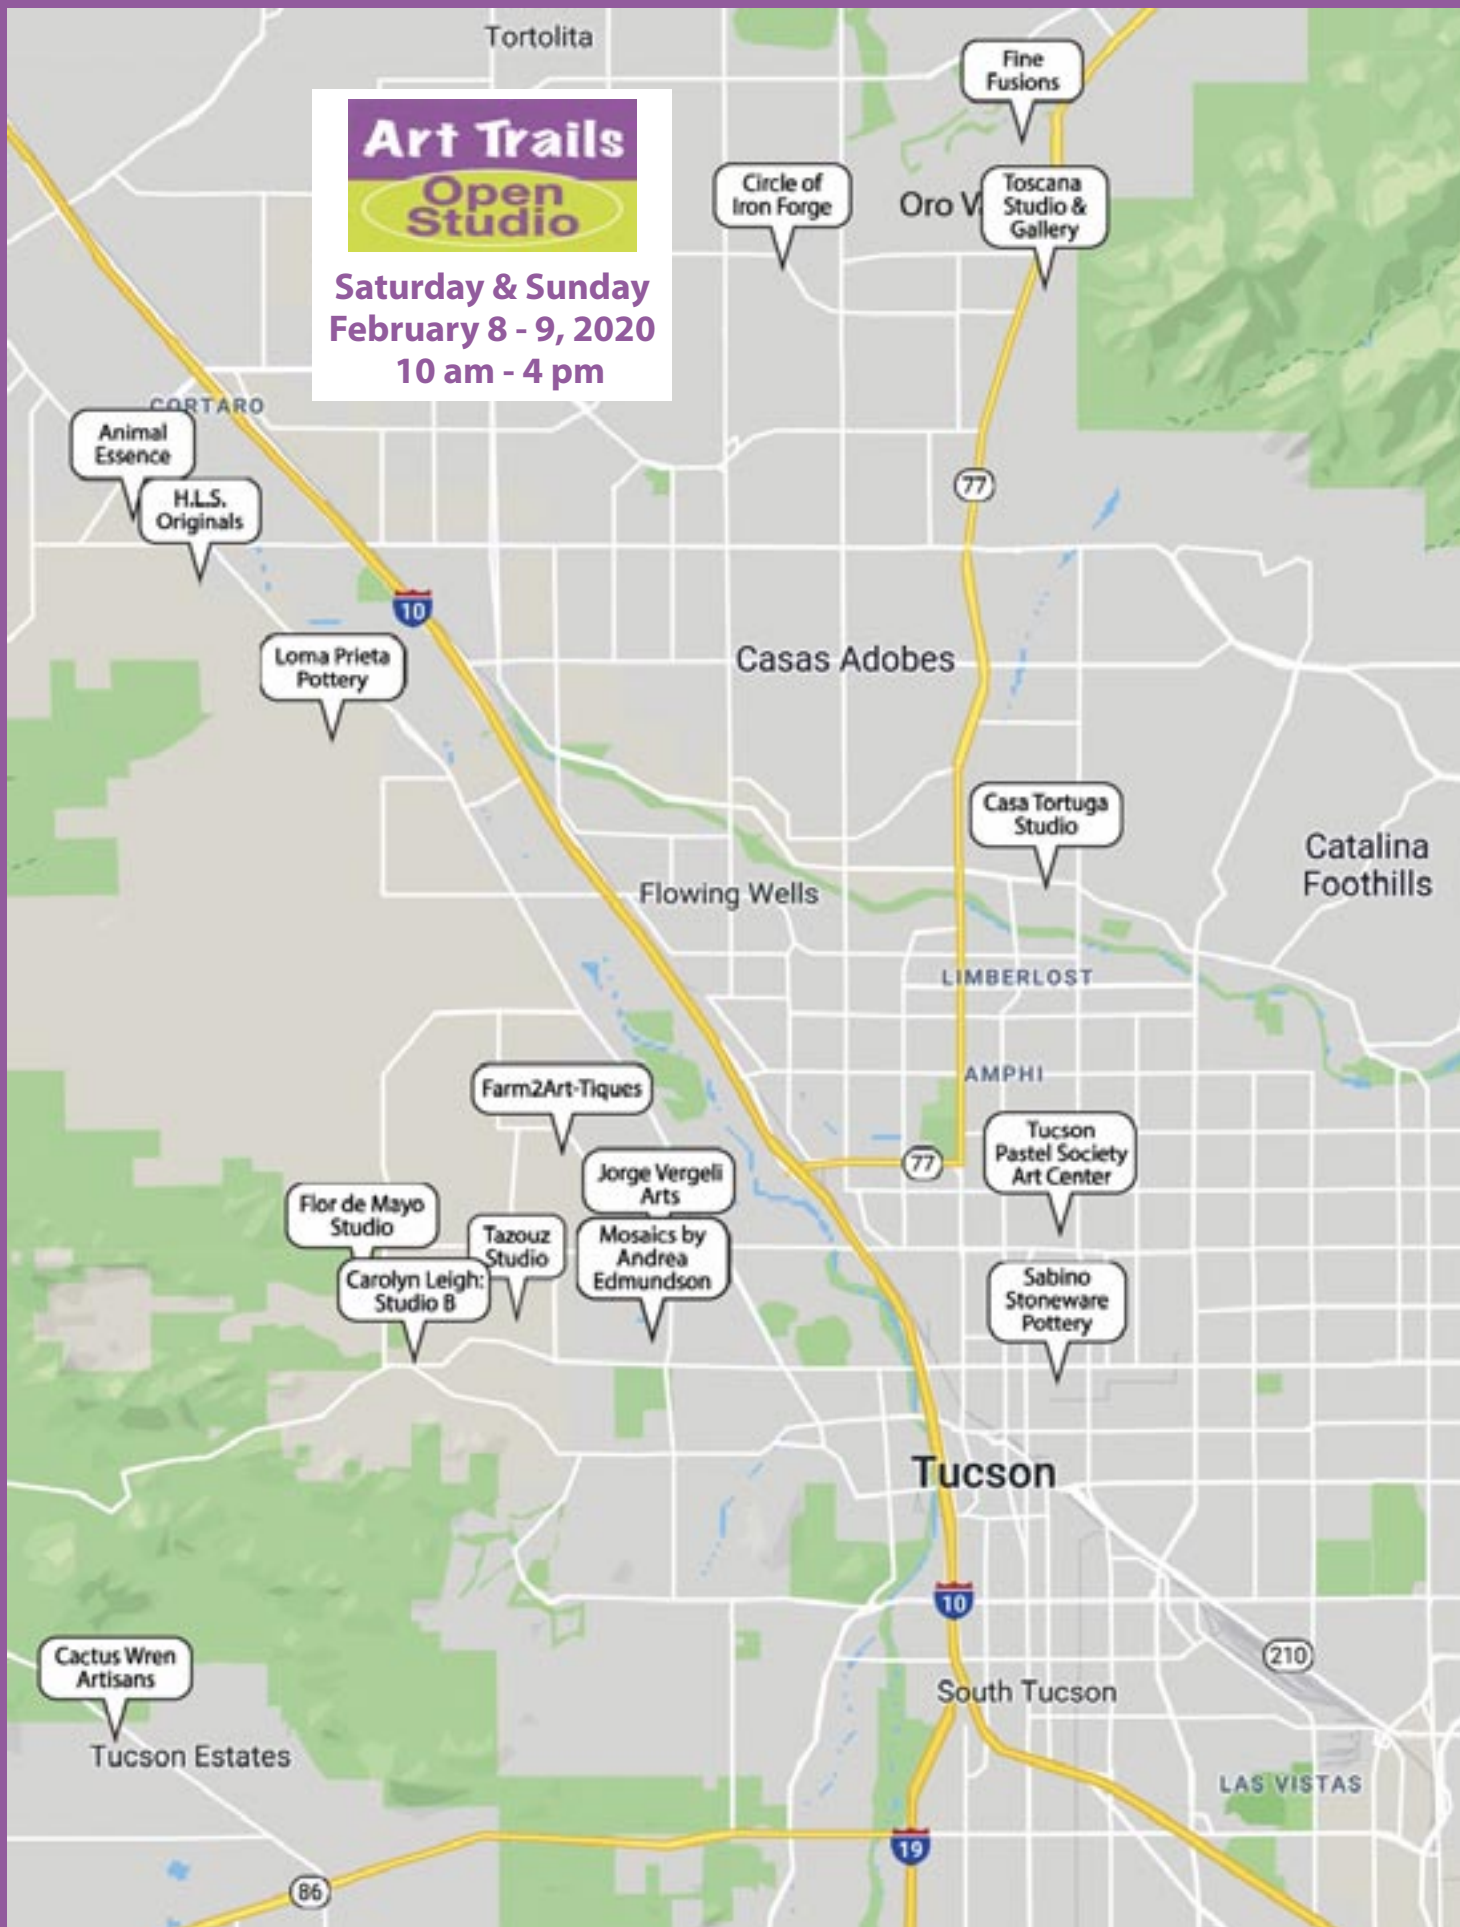 Tortolita
Fine
Fusions
Art Trails
Open
Studio
Saturday & Sunday
February 8 - 9, 2020
10 am - 4 pm
Circle of
Iron Forge
Oro V
Toscana
Studio &
Gallery
CORTARO
Animal
Essence
H.L.S.
Originals
77
10
Loma Prieta
Pottery
Casas Adobes
Casa Tortuga
Studio
Catalina
Foothills
Flowing Wells
LIMBERLOST
AMPHI
Farm2Art-Tiques
Tucson
Pastel Society
Art Center
77
Jorge Vergeli
Arts
Flor de Mayo
Studio
Tazouz
Studio
Mosaics by
Andrea
Edmundson
Carolyn Leigh:
Studio B
Sabino
Stoneware
Pottery
Tucson
10
210
Cactus Wren
Artisans
South Tucson
Tucson Estates
LAS VISTAS
19
86